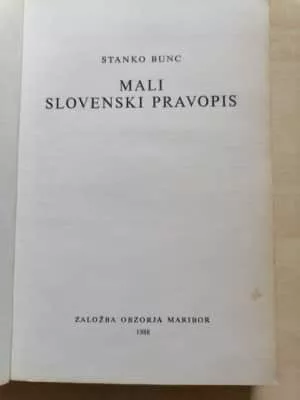 STANKO BUNC
MALI
SLOVENSKI PRAVOPIS
ZALOŽBA OBZORJA MARIBOR